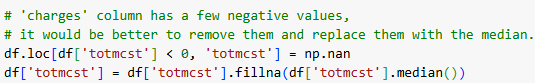 # 'charges' column has a few negative values,
# it would be better to remove them and replace them with the median.
df.loc[df['totmcst'] < 0, 'totmcst'] = np.nan
df['totmcst'] = df['totmcst'].fillna(df['totmcst'].median())